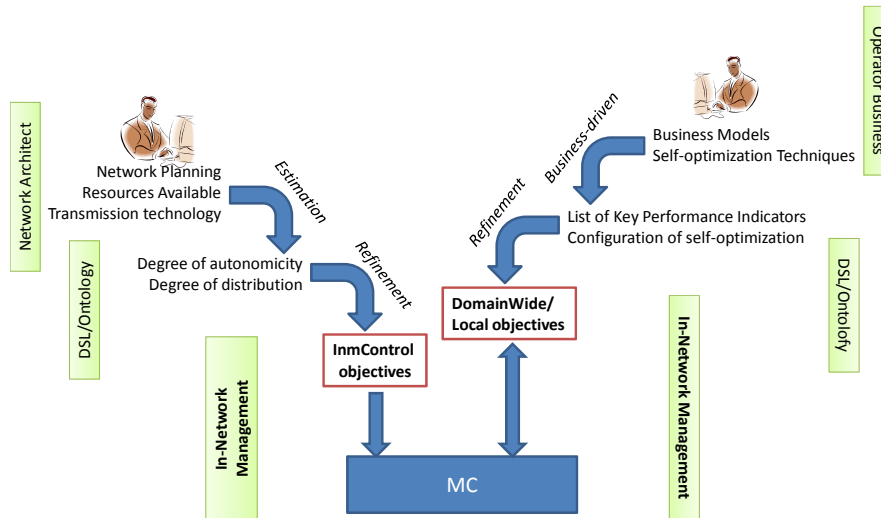 Operator Business
Network Architect
Network Planning
Resources Available
Transmission technology
Estimation
Business-driven
Business Models
Self-optimization Techniques
Refinement
List of Key Performance Indicators
Configuration of self-optimization
DSL/Ontology
Degree of autonomicity
Degree of distribution
Refinement
DomainWide/
Local objectives
DSL/Ontolofy
InmControl
objectives
In-Network
Management
In-Network Management
MC